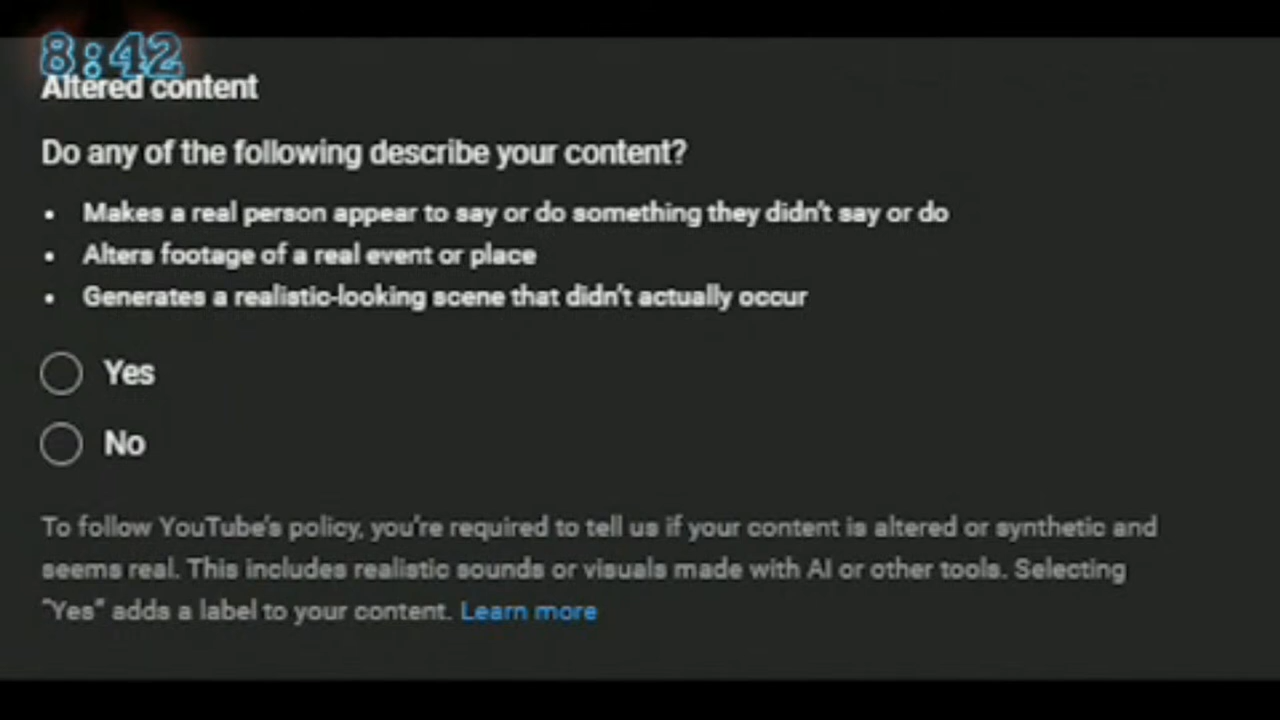 8:42
Altered content
Do any of the following describe your content?
• Makes a real person appear to say or do something they didn't say or do
• Alters footage of a real event or place
• Generates a realistic-looking scene that didn't actually occur
Yes
No
To follow YouTube's policy, you're required to tell us if your content is altered or synthetic and
seems real. This includes realistic sounds or visuals made with AI or other tools. Selecting
"Yes" adds a label to your content. Learn more